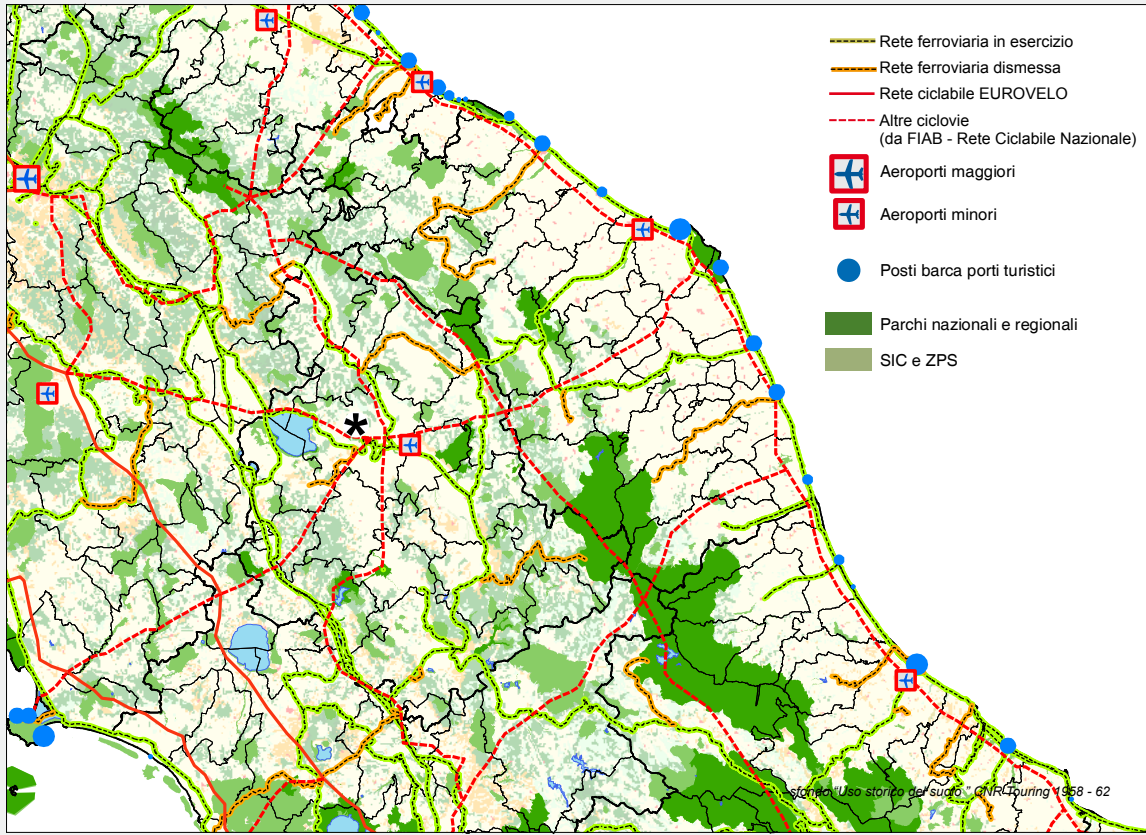 Rete ferroviaria in esercizio
Rete ferroviaria dismessa
Rete ciclabile EUROVELO
Altre ciclovie
(da FIAB - Rete Ciclabile Nazionale)
Aeroporti maggiori
Aeroporti minori
Posti barca porti turistici
Parchi nazionali e regionali
SIC e ZPS
*
sfondo "Uso storico del suolo" CNR Touring 1958 - 62